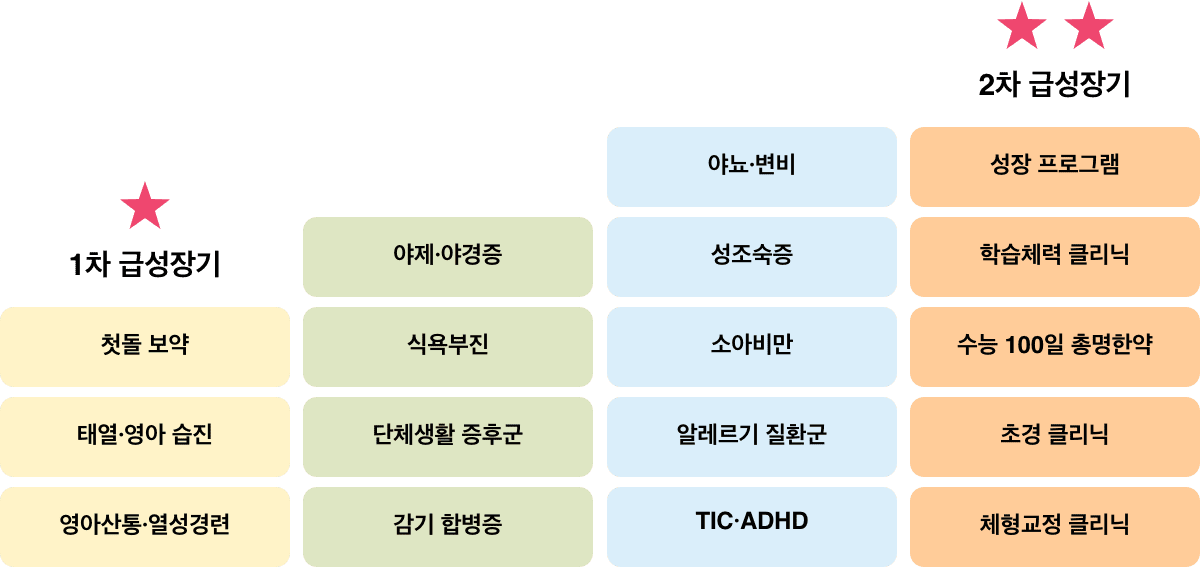 1차 급성장기
첫돌 보약
태열·영아 습진
영아산통·열성경련
야제·야경증
식욕부진
단체생활 증후군
감기 합병증
야뇨·변비
성조숙증
소아비만
알레르기 질환군
TIC·ADHD
2차 급성장기
성장 프로그램
학습체력 클리닉
수능 100일 총명한약
초경 클리닉
체형교정 클리닉